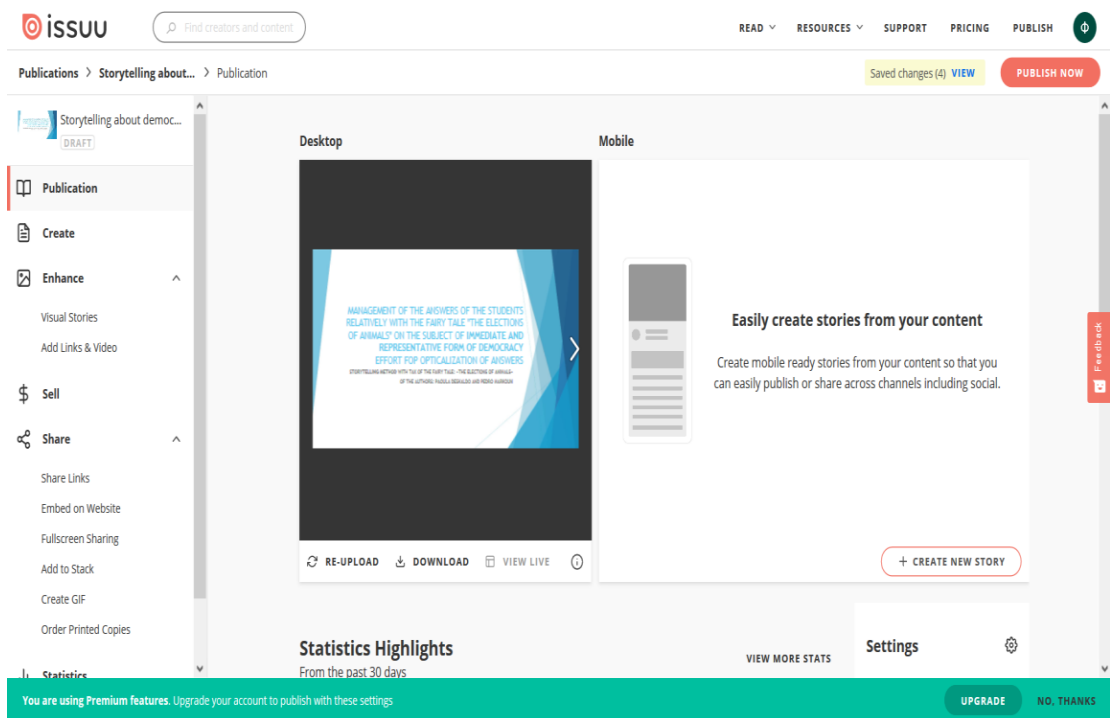 issuu
Find creators and content
READ
RESOURCES
SUPPORT
PRICING
PUBLISH
Φ
Publications > Storytelling about... > Publication
Saved changes (4) VIEW
PUBLISH NOW
Storytelling about democ...
DRAFT
Publication
Create
Enhance
Visual Stories
Add Links & Video
Sell
Share
Share Links
Embed on Website
Fullscreen Sharing
Add to Stack
Create GIF
Order Printed Copies
Statistics
Desktop
MANAGEMENT OF THE ANSWERS OF THE STUDENTS
RELATIVELY WITH THE FAIRY TALE "THE ELECTIONS
OF ANIMALS" ON THE SUBJECT OF IMMEDIATE AND
REPRESENTATIVE FORM OF DEMOCRACY
EFFORT FOP OPTICALIZATION OF ANSWERS
OF THE AUTHORS:
RE-UPLOAD
DOWNLOAD
VIEW LIVE
Mobile
Easily create stories from your content
Create mobile ready stories from your content so that you
can easily publish or share across channels including social.
+ CREATE NEW STORY
Feedback
Statistics Highlights
From the past 30 days
VIEW MORE STATS
Settings
You are using Premium features. Upgrade your account to publish with these settings
UPGRADE
NO, THANKS